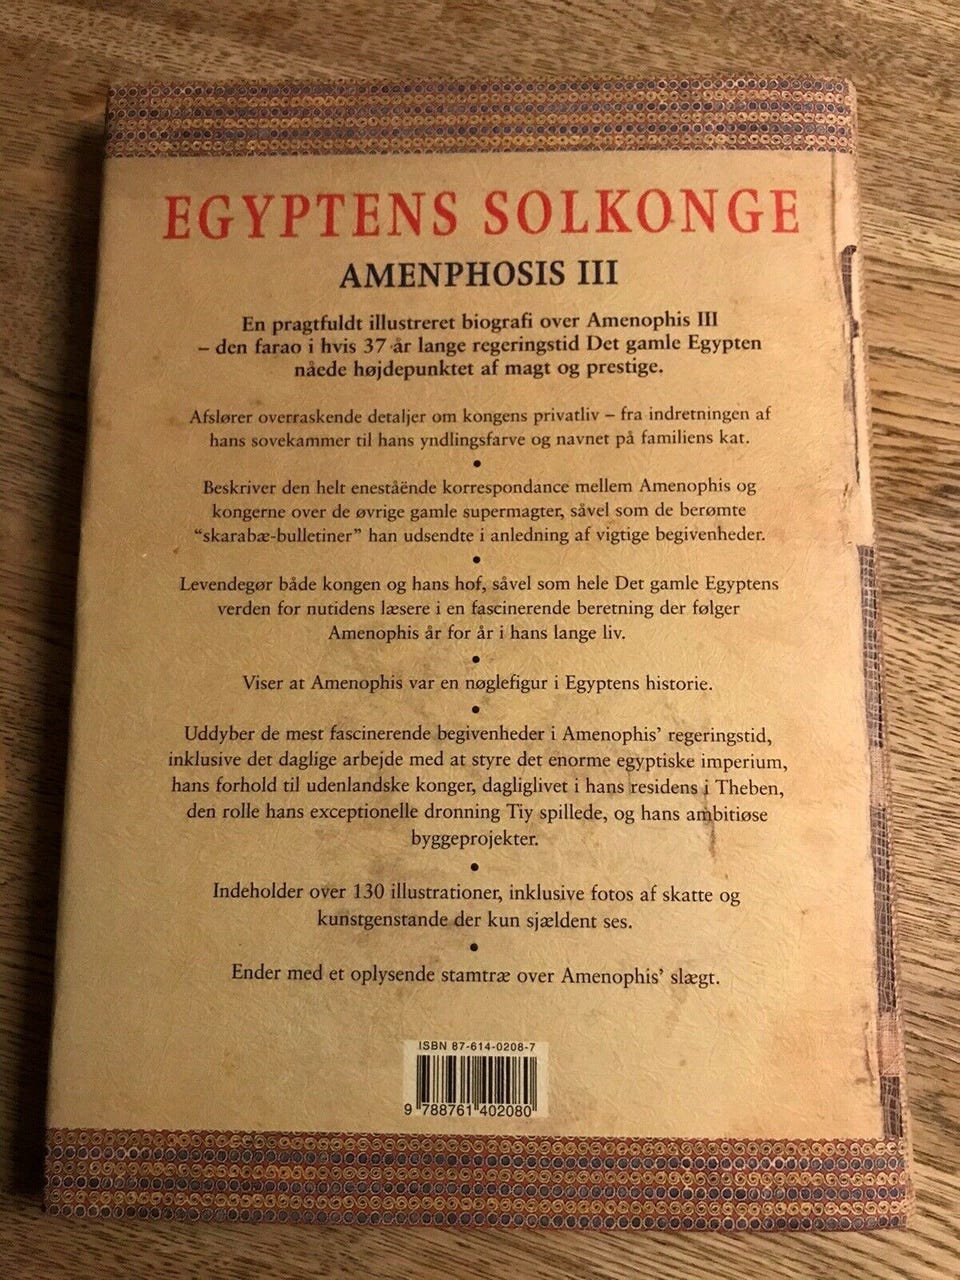 EGYPTENS SOLKONGE
AMENPHOSIS III
En pragtfuldt illustreret biografi over Amenophis III
– den farao i hvis 37 år lange regeringstid Det gamle Egypten
nåede højdepunktet af magt og prestige.
Afslører overraskende detaljer om kongens privatliv – fra indretningen af
hans sovekammer til hans yndlingsfarve og navnet på familiens kat.
•
Beskriver den helt eneståënde korrespondance mellem Amenophis og
kongerne over de øvrige gamle supermagter, såvel som de berømte
“skarabæ-bulletiner” han udsendte i anledning af vigtige begivenheder.
•
Levendegør både kongen og hans hof, såvel som hele Det gamle Egyptens
verden for nutidens læsere i en fascinerende beretning der følger
Amenophis år for år i hans lange liv.
•
Viser at Amenophis var en nøglefigur i Egyptens historie.
•
Uddyber de mest fascinerende begivenheder i Amenophis’ regeringstid,
inklusive det daglige arbejde med at styre det enorme egyptiske imperium,
hans forhold til udenlandske konger, dagliglivet i hans residens i Theben,
den rolle hans exceptionelle dronning Tiy spillede, og hans ambitiøse
byggeprojekter.
•
Indeholder over 130 illustrationer, inklusive fotos af skatte og
kunstgenstande der kun sjældent ses.
•
Ender med et oplysende stamtræ over Amenophis’ slægt.
ISBN 87-614-0208-7
9 788761 402080